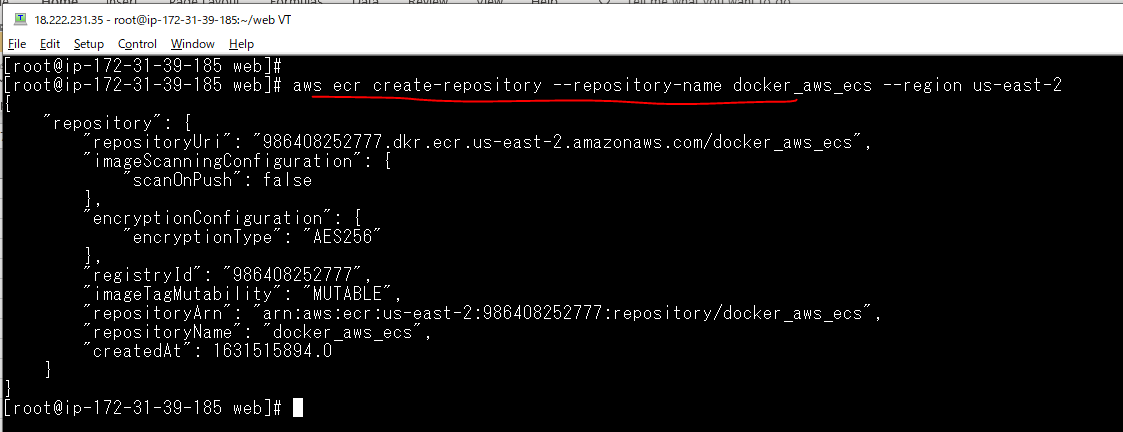 18.222.231.35 - root@ip-172-31-39-185:~/web VT
File Edit Setup Control Window Help
[root@ip-172-31-39-185 web]#
[root@ip-172-31-39-185 web]# aws ecr create-repository --repository-name docker_aws_ecs --region us-east-2
{
    "repository": {
        "repositoryUri": "986408252777.dkr.ecr.us-east-2.amazonaws.com/docker_aws_ecs",
        "imageScanningConfiguration": {
            "scanOnPush": false
        },
        "encryptionConfiguration": {
            "encryptionType": "AES256"
        },
        "registryId": "986408252777",
        "imageTagMutability": "MUTABLE",
        "repositoryArn": "arn:aws:ecr:us-east-2:986408252777:repository/docker_aws_ecs",
        "repositoryName": "docker_aws_ecs",
        "createdAt": 1631515894.0
    }
}
[root@ip-172-31-39-185 web]#